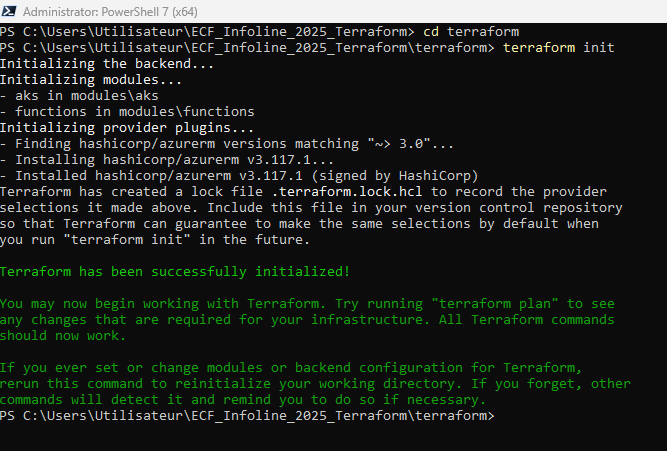 Administrator: PowerShell 7 (x64)
PS C:\Users\Utilisateur\ECF_Infoline_2025_Terraform> cd terraform
PS C:\Users\Utilisateur\ECF_Infoline_2025_Terraform\terraform> terraform init
Initializing the backend...
Initializing modules...
- aks in modules\aks
- functions in modules\functions
Initializing provider plugins...
- Finding hashicorp/azurerm versions matching "~> 3.0"...
- Installing hashicorp/azurerm v3.117.1...
- Installed hashicorp/azurerm v3.117.1 (signed by HashiCorp)
Terraform has created a lock file .terraform.lock.hcl to record the provider
selections it made above. Include this file in your version control repository
so that Terraform can guarantee to make the same selections by default when
you run "terraform init" in the future.
Terraform has been successfully initialized!
You may now begin working with Terraform. Try running "terraform plan" to see
any changes that are required for your infrastructure. All Terraform commands
should now work.
If you ever set or change modules or backend configuration for Terraform,
rerun this command to reinitialize your working directory. If you forget, other
commands will detect it and remind you to do so if necessary.
PS C:\Users\Utilisateur\ECF_Infoline_2025_Terraform\terraform>